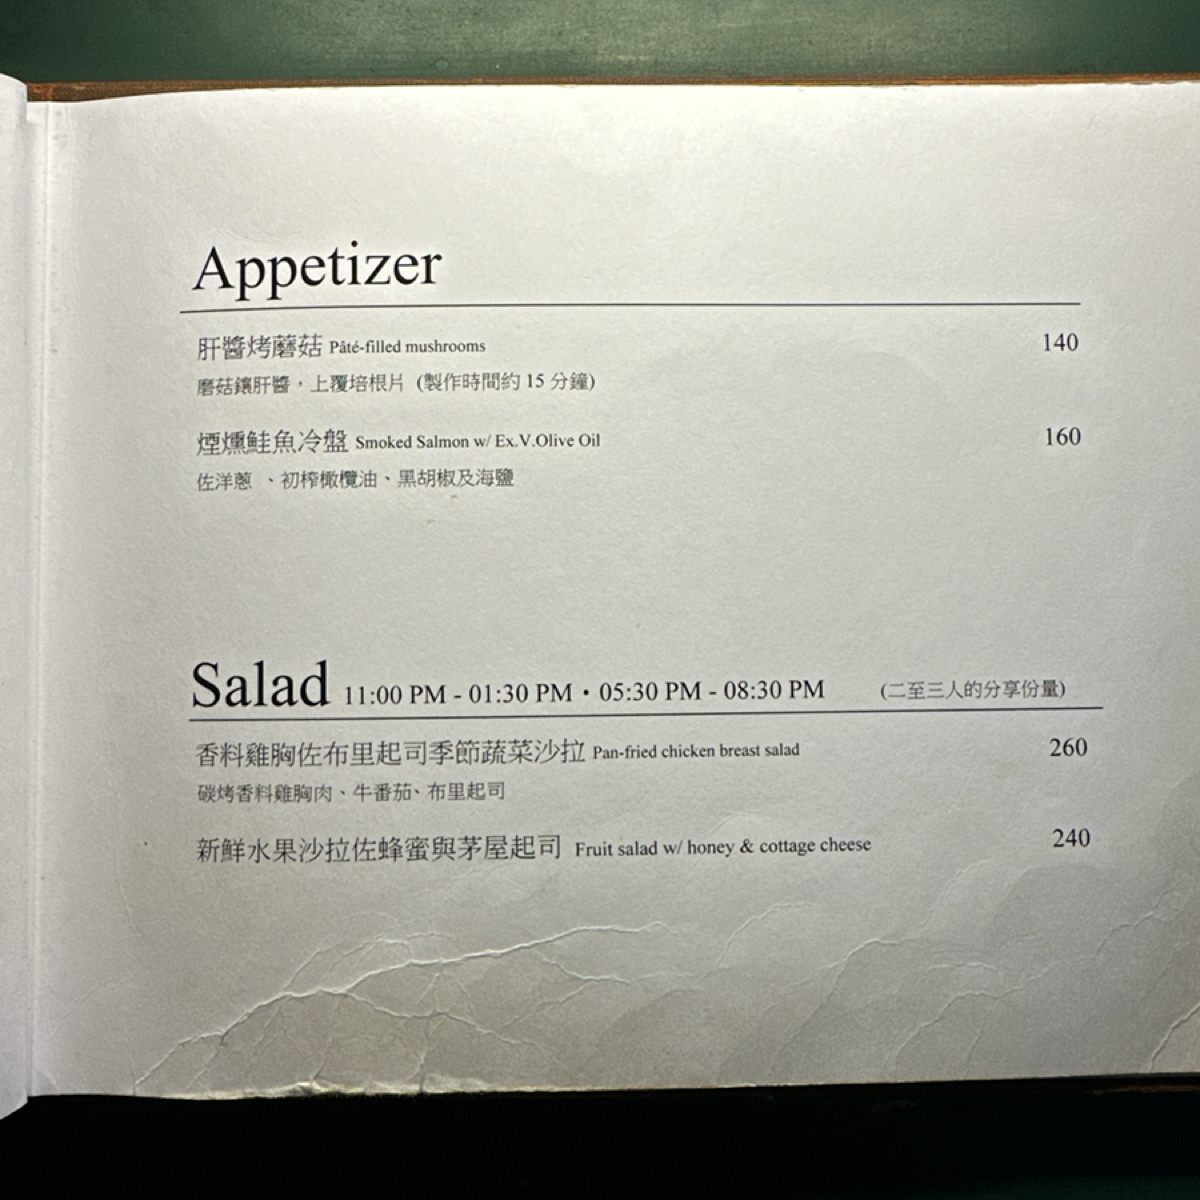 Appetizer
肝醬烤蘑菇 Pâté-filled mushrooms 140
磨菇鑲肝醬，上覆培根片 (製作時間約 15 分鐘)
煙燻鮭魚冷盤 Smoked Salmon w/ Ex.V.Olive Oil 160
佐洋蔥 、初榨橄欖油、黑胡椒及海鹽
Salad 11:00 PM - 01:30 PM・05:30 PM - 08:30 PM (二至三人的分享份量)
香料雞胸佐布里起司季節蔬菜沙拉 Pan-fried chicken breast salad 260
碳烤香料雞胸肉、牛番茄、布里起司
新鮮水果沙拉佐蜂蜜與茅屋起司 Fruit salad w/ honey & cottage cheese 240